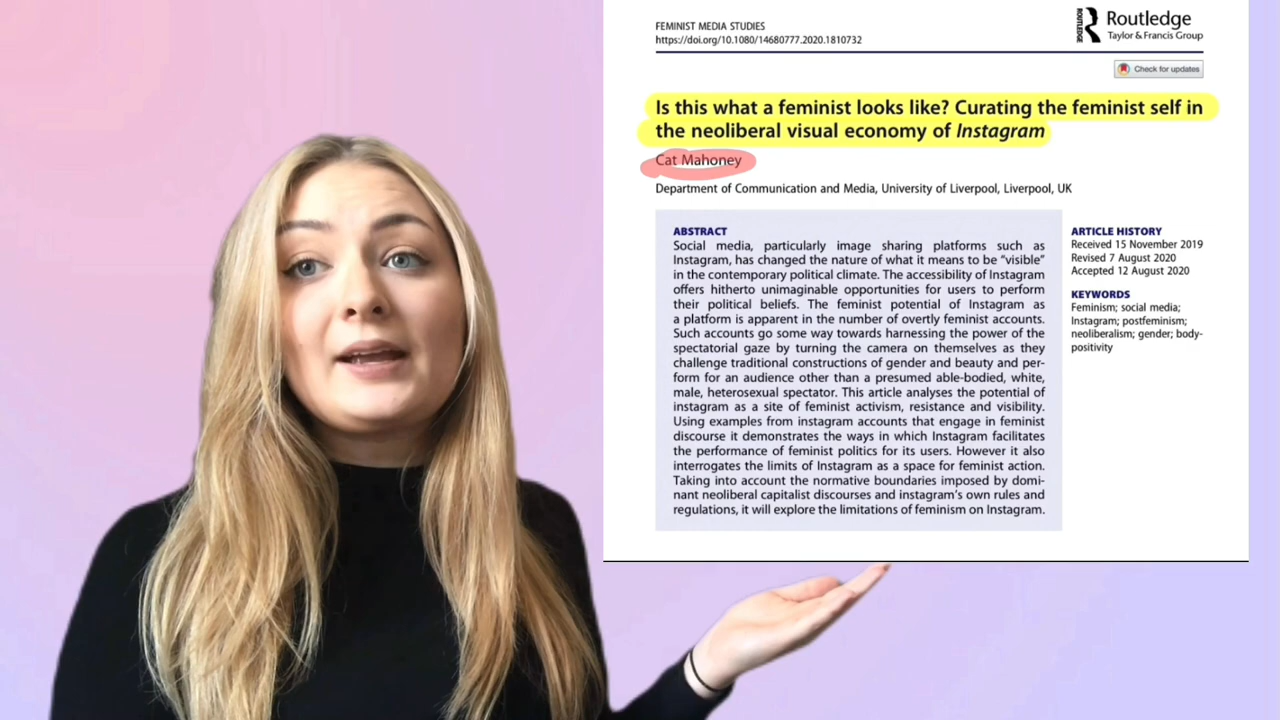 FEMINIST MEDIA STUDIES
https://doi.org/10.1080/14680777.2020.1810732
ROUTLEDGE
Routledge
Taylor & Francis Group
Check for updates
Is this what a feminist looks like? Curating the feminist self in
the neoliberal visual economy of Instagram
Cat Mahoney
Department of Communication and Media, University of Liverpool, Liverpool, UK
ABSTRACT
Social media, particularly image sharing platforms such as
Instagram, has changed the nature of what it means to be “visible”
in the contemporary political climate. The accessibility of Instagram
offers hitherto unimaginable opportunities for users to perform
their political beliefs. The feminist potential of Instagram as
a platform is apparent in the number of overtly feminist accounts.
Such accounts go some way towards harnessing the power of the
spectatorial gaze by turning the camera on themselves as they
challenge traditional constructions of gender and beauty and per-
form for an audience other than a presumed able-bodied, white,
male, heterosexual spectator. This article analyses the potential of
instagram as a site of feminist activism, resistance and visibility.
Using examples from instagram accounts that engage in feminist
discourse it demonstrates the ways in which Instagram facilitates
the performance of feminist politics for its users. However it also
interrogates the limits of Instagram as a space for feminist action.
Taking into account the normative boundaries imposed by domi-
nant neoliberal capitalist discourses and instagram’s own rules and
regulations, it will explore the limitations of feminism on Instagram.
ARTICLE HISTORY
Received 15 November 2019
Revised 7 August 2020
Accepted 12 August 2020
KEYWORDS
Feminism; social media;
Instagram; postfeminism;
neoliberalism; gender; body-
positivity